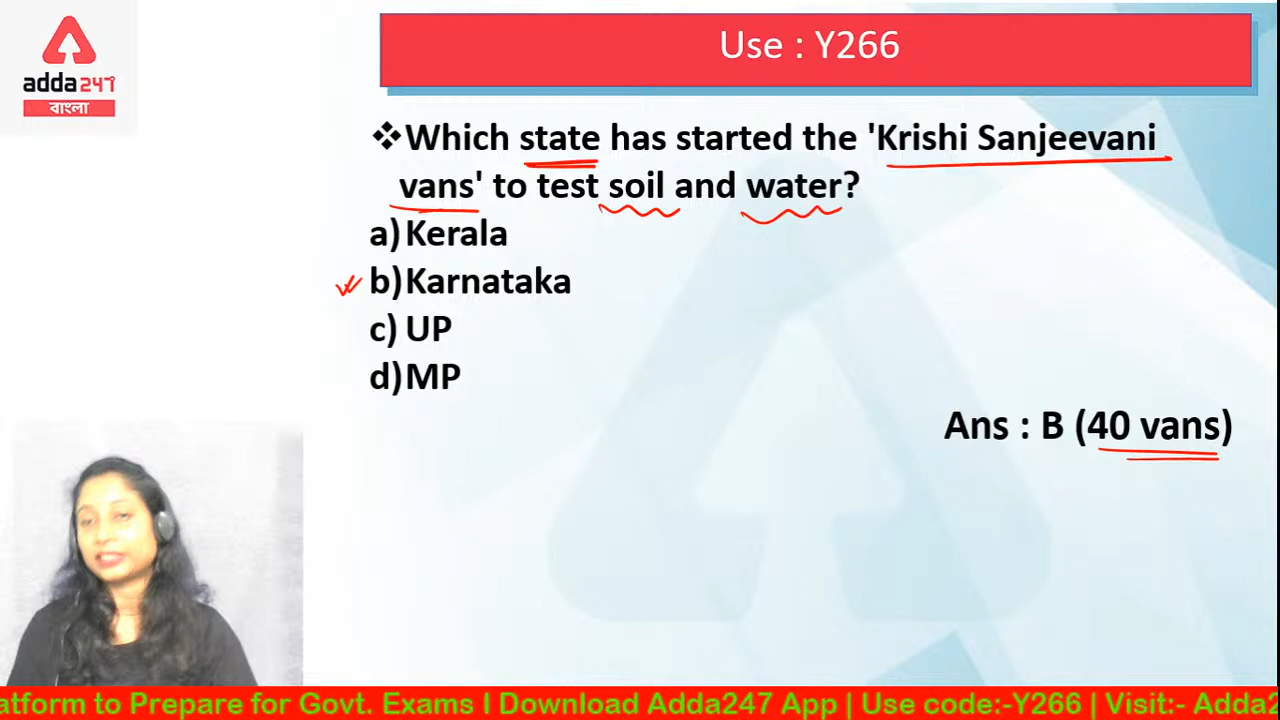 adda247
বাংলা
Use : Y266
❖Which state has started the 'Krishi Sanjeevani
vans' to test soil and water?
a)Kerala
b)Karnataka
c) UP
d)MP
Ans : B (40 vans)
atform to Prepare for Govt. Exams I Download Adda247 App | Use code:-Y266 | Visit:- Adda2